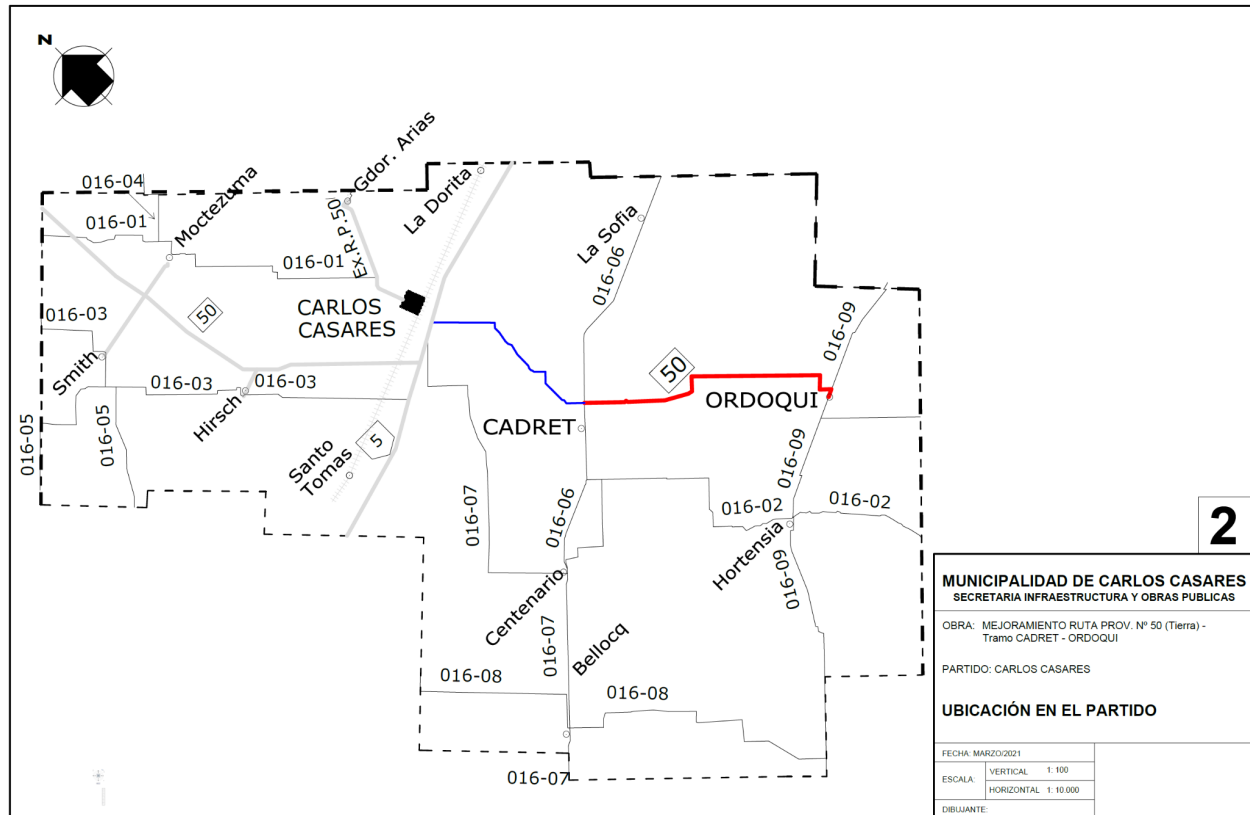 N
016-04
016-01
Moctezuma
016-01
Ex.R.P.50
Gdor. Arias
La Dorita
La Sofia
016-06
016-09
016-03
50
CARLOS
CASARES
Smith
016-03
016-03
Hirsch
50
ORDOQUI
CADRET
016-05
016-05
Santo
Tomas
5
016-07
016-06
016-09
016-02
016-02
Hortensia
016-09
Centenario
016-07
Bellocq
016-08
016-08
016-07
2
MUNICIPALIDAD DE CARLOS CASARES
SECRETARIA INFRAESTRUCTURA Y OBRAS PUBLICAS
OBRA: MEJORAMIENTO RUTA PROV. Nº 50 (Tierra) -
Tramo CADRET - ORDOQUI
PARTIDO: CARLOS CASARES
UBICACIÓN EN EL PARTIDO
FECHA: MARZO/2021
ESCALA:
VERTICAL 1: 100
HORIZONTAL 1: 10.000
DIBUJANTE: